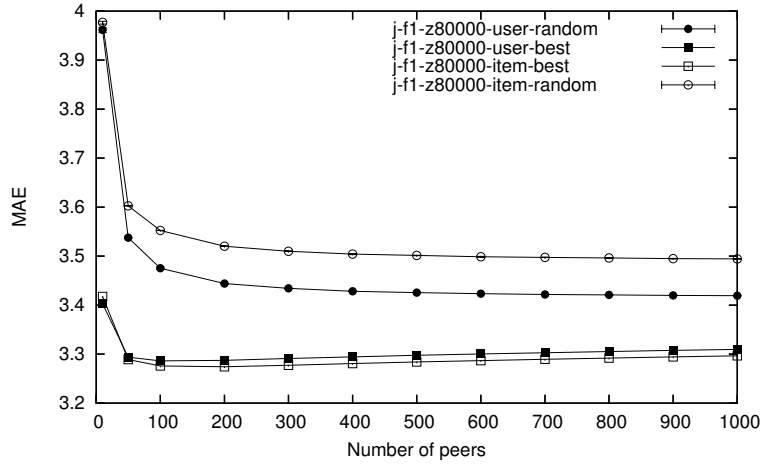 4
3.9
3.8
3.7
3.6
3.5
3.4
3.3
3.2
MAE
j-f1-z80000-user-random
j-f1-z80000-user-best
j-f1-z80000-item-best
j-f1-z80000-item-random
0 100 200 300 400 500 600 700 800 900 1000
Number of peers